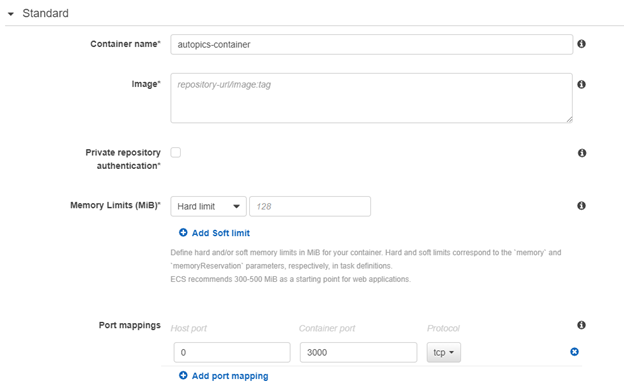 Standard
Container name*
autopics-container
Image*
repository-url/image:tag
Private repository
authentication*
Memory Limits (MiB)*
Hard limit
128
Add Soft limit
Define hard and/or soft memory limits in MiB for your container. Hard and soft limits correspond to the `memory` and
`memoryReservation` parameters, respectively, in task definitions.
ECS recommends 300-500 MiB as a starting point for web applications.
Port mappings
Host port
Container port
Protocol
0
3000
tcp
Add port mapping